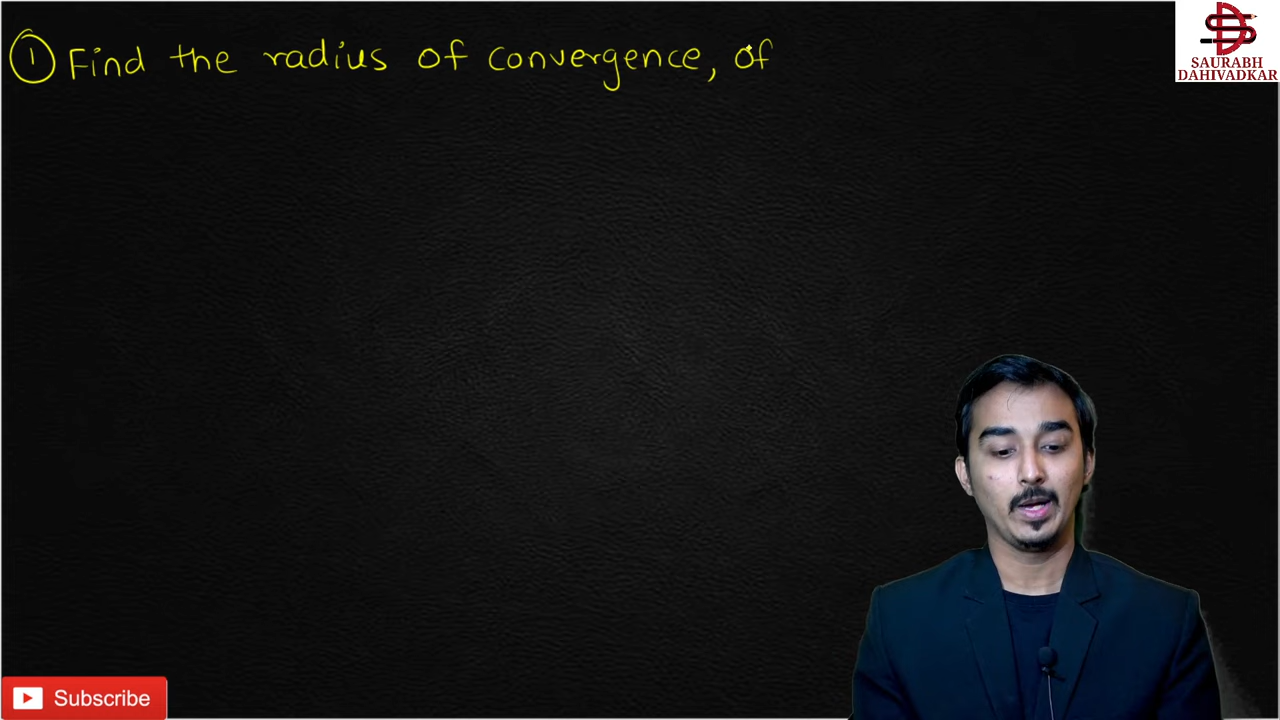 ① Find the radius of convergence, of
SAURABH
DAHIVADKAR
Subscribe